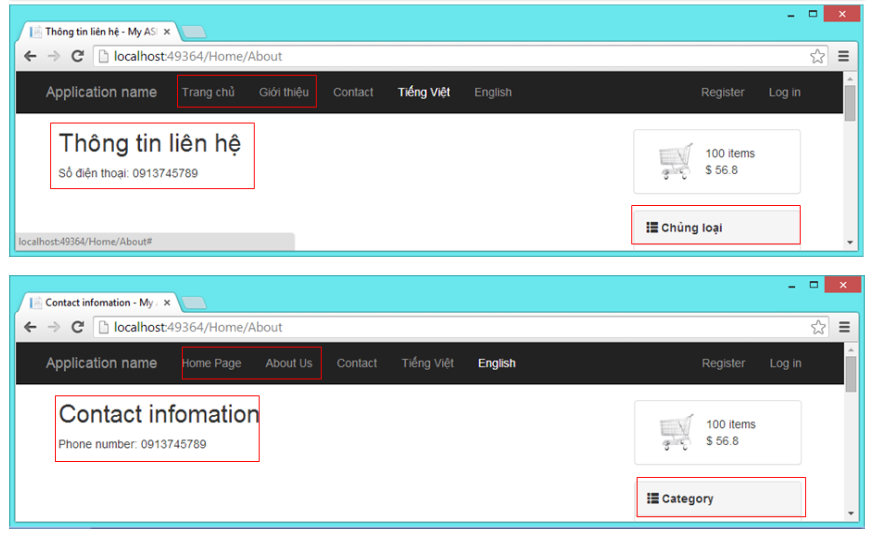 Thông tin liên hệ - My AS
localhost:49364/Home/About
Application name Trang chủ Giới thiệu Contact Tiếng Việt English Register Log in
Thông tin liên hệ
Số điện thoại: 0913745789
100 items
$ 56.8
Chủng loại
localhost:49364/Home/About#
Contact infomation - My
localhost:49364/Home/About
Application name Home Page About Us Contact Tiếng Việt English Register Log in
Contact infomation
Phone number: 0913745789
100 items
$ 56.8
Category